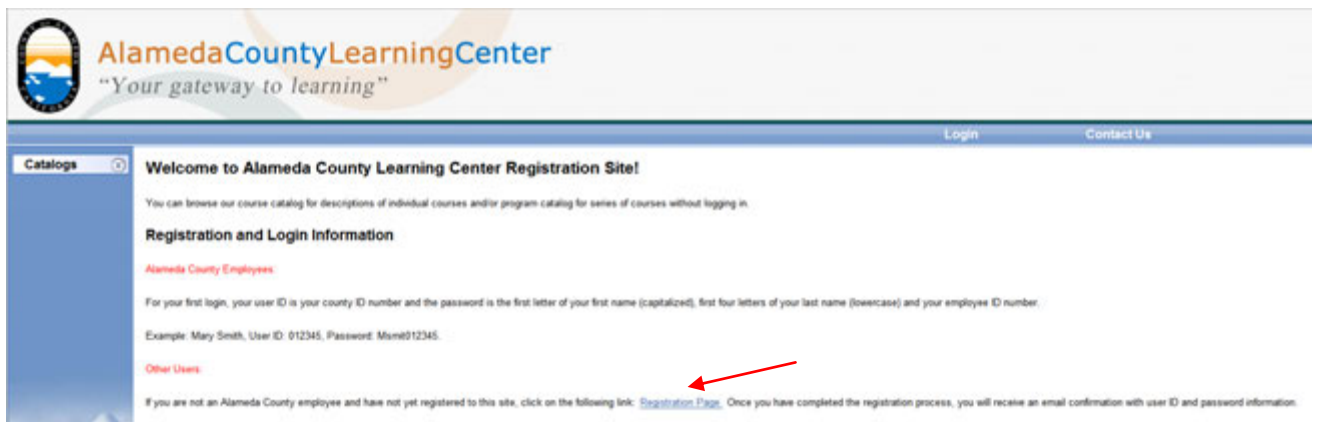 AlamedaCountyLearningCenter
“Your gateway to learning”
Login Contact Us
Catalogs
Welcome to Alameda County Learning Center Registration Site!
You can browse our course catalog for descriptions of individual courses and/or program catalog for series of courses without logging in.
Registration and Login Information
Alameda County Employees:
For your first login, your user ID is your county ID number and the password is the first letter of your first name (capitalized), first four letters of your last name (lowercase) and your employee ID number.
Example: Mary Smith, User ID: 012345, Password: Msmit012345.
Other Users:
If you are not an Alameda County employee and have not yet registered to this site, click on the following link: Registration Page. Once you have completed the registration process, you will receive an email confirmation with user ID and password information.